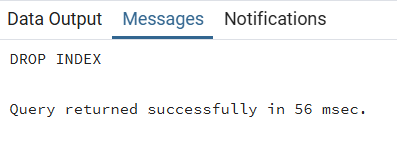 Data Output Messages Notifications
DROP INDEX
Query returned successfully in 56 msec.